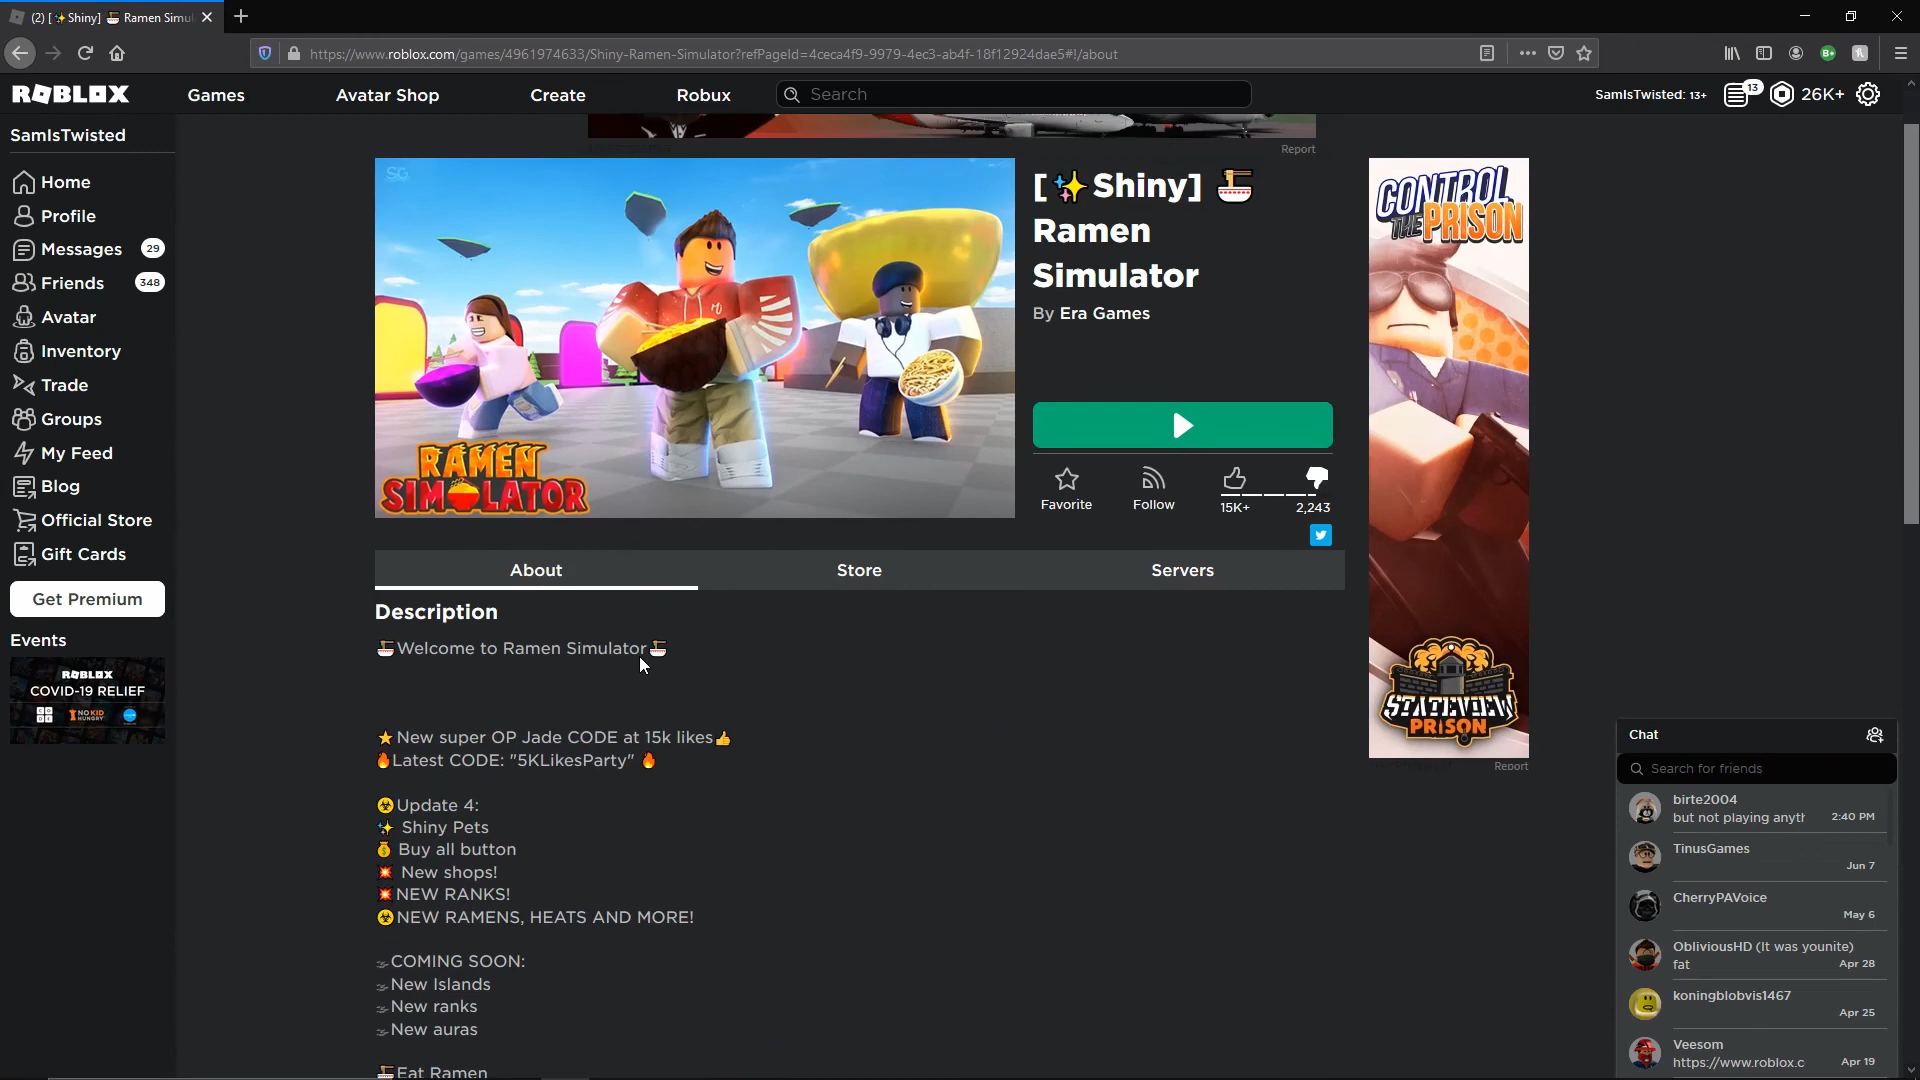 (2) [✨Shiny] 🍜 Ramen Simul
https://www.roblox.com/games/4961974633/Shiny-Ramen-Simulator?refPageId=4ceca4f9-9979-4ec3-ab4f-18f12924dae5#!/about
ROBLOX
Games
Avatar Shop
Create
Robux
Search
SamIsTwisted: 13+
13
26K+
SamIsTwisted
Home
Profile
Messages 29
Friends 348
Avatar
Inventory
Trade
Groups
My Feed
Blog
Official Store
Gift Cards
Get Premium
Events
ROBLOX
COVID-19 RELIEF
NO KID
HUNGRY
Report
SG
RAMEN
SIMULATOR
[✨Shiny] 🍜
Ramen
Simulator
By Era Games
Favorite
Follow
15K+
2,243
About
Store
Servers
Description
🍜Welcome to Ramen Simulator🍜
⭐New super OP Jade CODE at 15k likes👍
🔥Latest CODE: "5KLikesParty" 🔥
☢Update 4:
✨ Shiny Pets
💰 Buy all button
💥 New shops!
💥NEW RANKS!
☢NEW RAMENS, HEATS AND MORE!
COMING SOON:
New Islands
New ranks
New auras
🍜Eat Ramen
CONTROL
THE PRISON
STATEVIEW
PRISON
Report
Chat
Search for friends
birte2004
but not playing anyth 2:40 PM
TinusGames
Jun 7
CherryPAVoice
May 6
ObliviousHD (It was younite)
fat Apr 28
koningblobvis1467
Apr 25
Veesom
https://www.roblox.c Apr 19